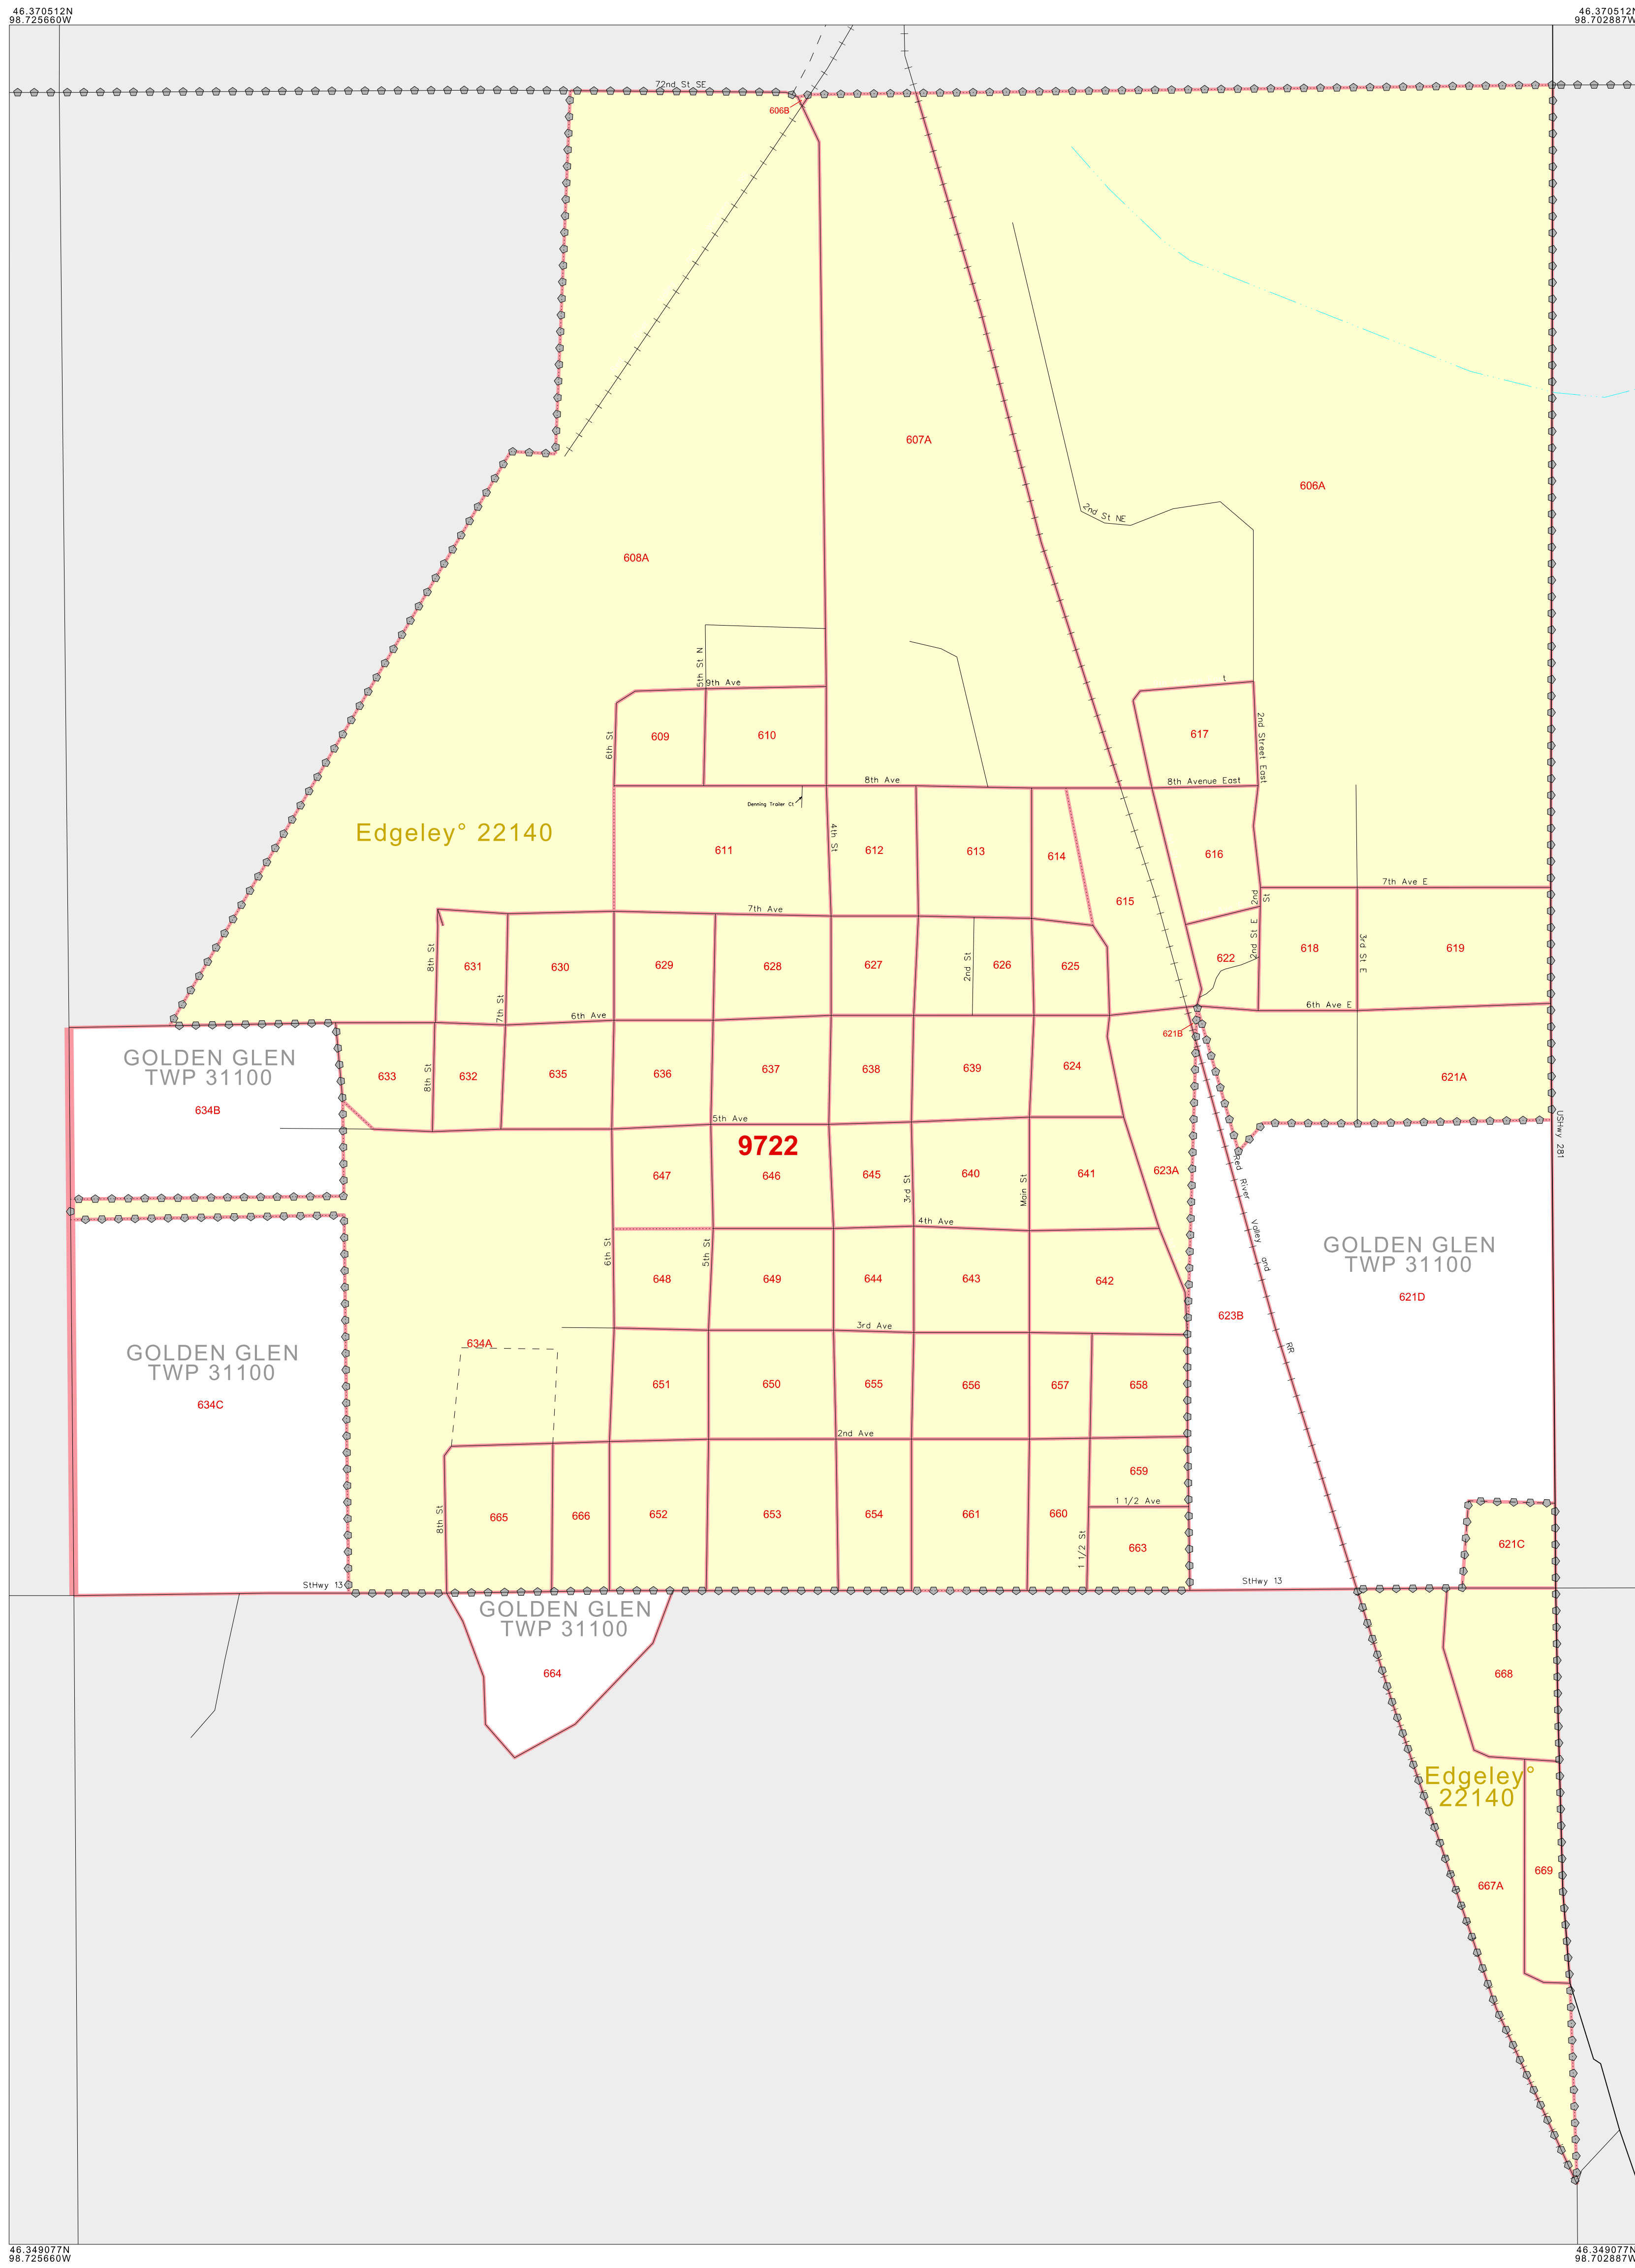 46.370512N
98.725660W
46.370512N
98.702887W
72nd St SE
606B
607A
606A
2nd St NE
608A
5th St N
9th Ave
6th St
609
610
617
2nd Street East
8th Ave
8th Avenue East
Denning Trailer Ct
Edgeley° 22140
611
4th St
612
613
614
615
616
7th Ave E
7th Ave
2nd St
8th St
631
7th St
630
629
628
627
2nd St
626
625
622
2nd St E
618
3rd St E
619
6th Ave
6th Ave E
621B
GOLDEN GLEN
TWP 31100
634B
633
8th St
632
635
636
637
638
639
624
621A
5th Ave
USHwy 281
9722
647
646
645
3rd St
640
Main St
641
623A
Red River Valley and RR
4th Ave
6th St
5th St
648
649
644
643
642
GOLDEN GLEN
TWP 31100
621D
623B
3rd Ave
634A
GOLDEN GLEN
TWP 31100
634C
651
650
655
656
657
658
2nd Ave
659
1 1/2 Ave
8th St
665
666
652
653
654
661
660
1 1/2 St
663
621C
StHwy 13
StHwy 13
GOLDEN GLEN
TWP 31100
664
668
Edgeley°
22140
667A
669
46.349077N
98.725660W
46.349077N
98.702887W